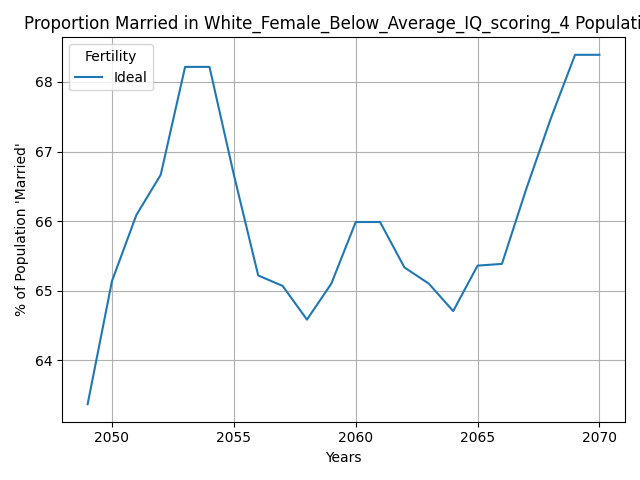 Proportion Married in White_Female_Below_Average_IQ_scoring_4 Populati
Fertility
Ideal
% of Population 'Married'
68
67
66
65
64
2050 2055 2060 2065 2070
Years